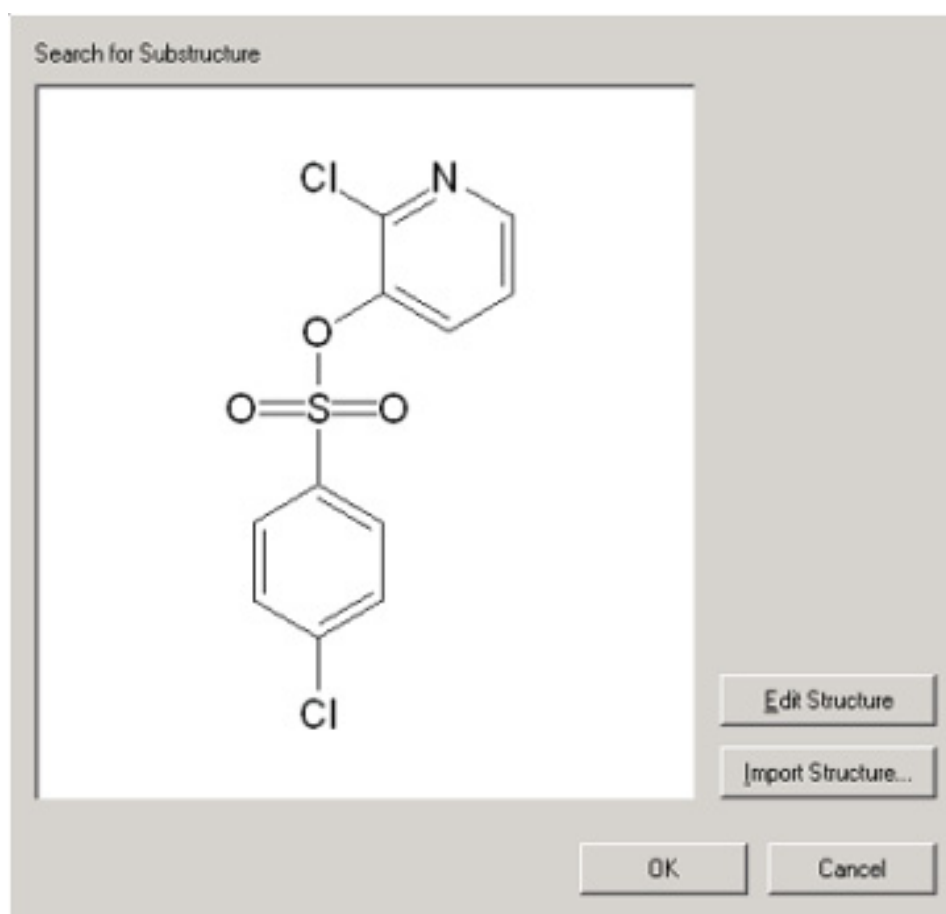 Search for Substructure
Cl N
O
O S O
Cl
Edit Structure
Import Structure...
OK Cancel